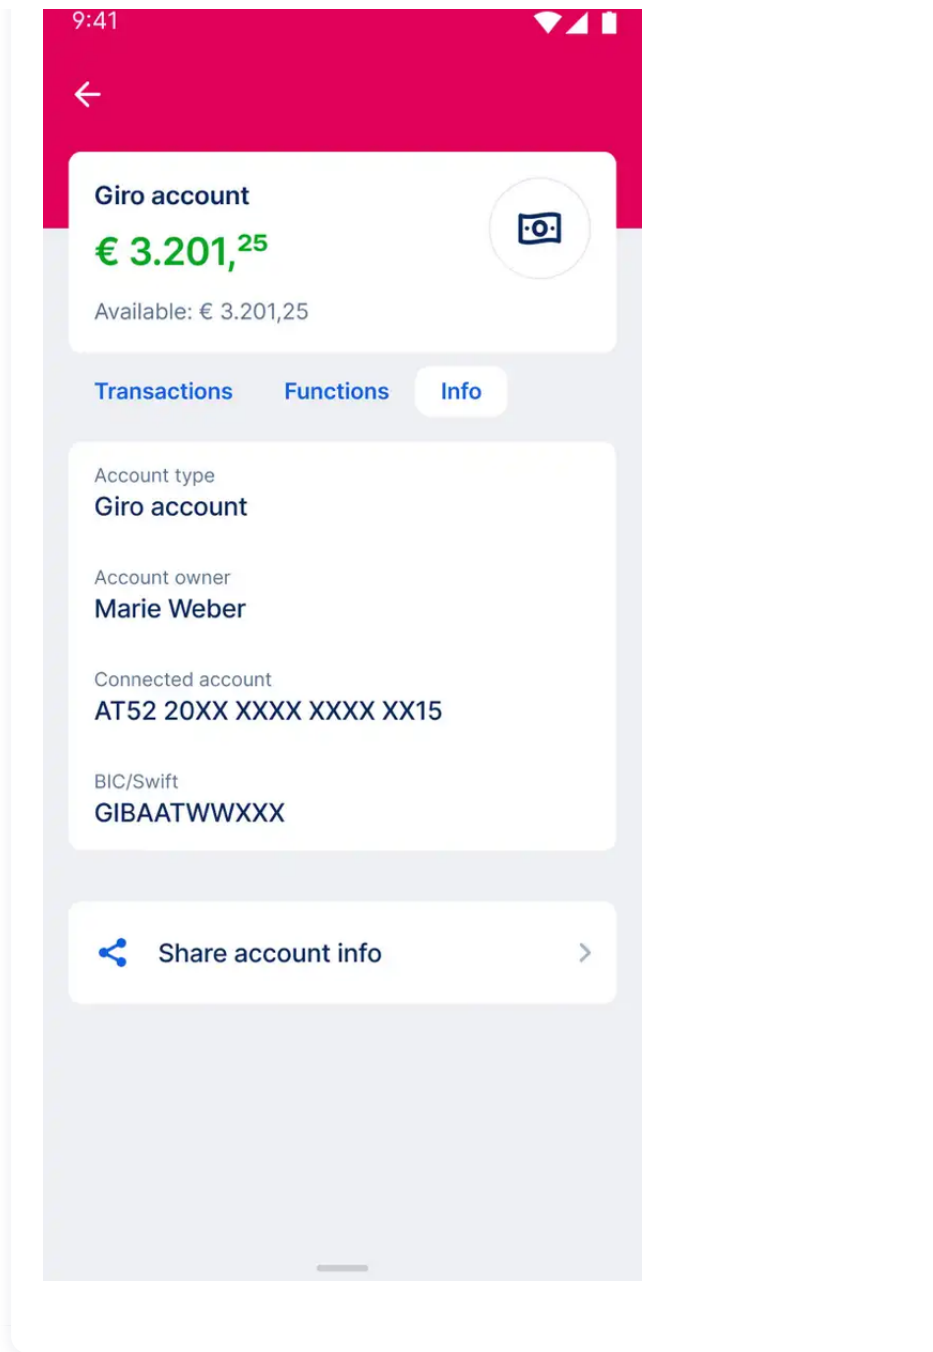 9:41
Giro account
€ 3.201,25
Available: € 3.201,25
Transactions Functions Info
Account type
Giro account
Account owner
Marie Weber
Connected account
AT52 20XX XXXX XXXX XX15
BIC/Swift
GIBAATWWXXX
Share account info